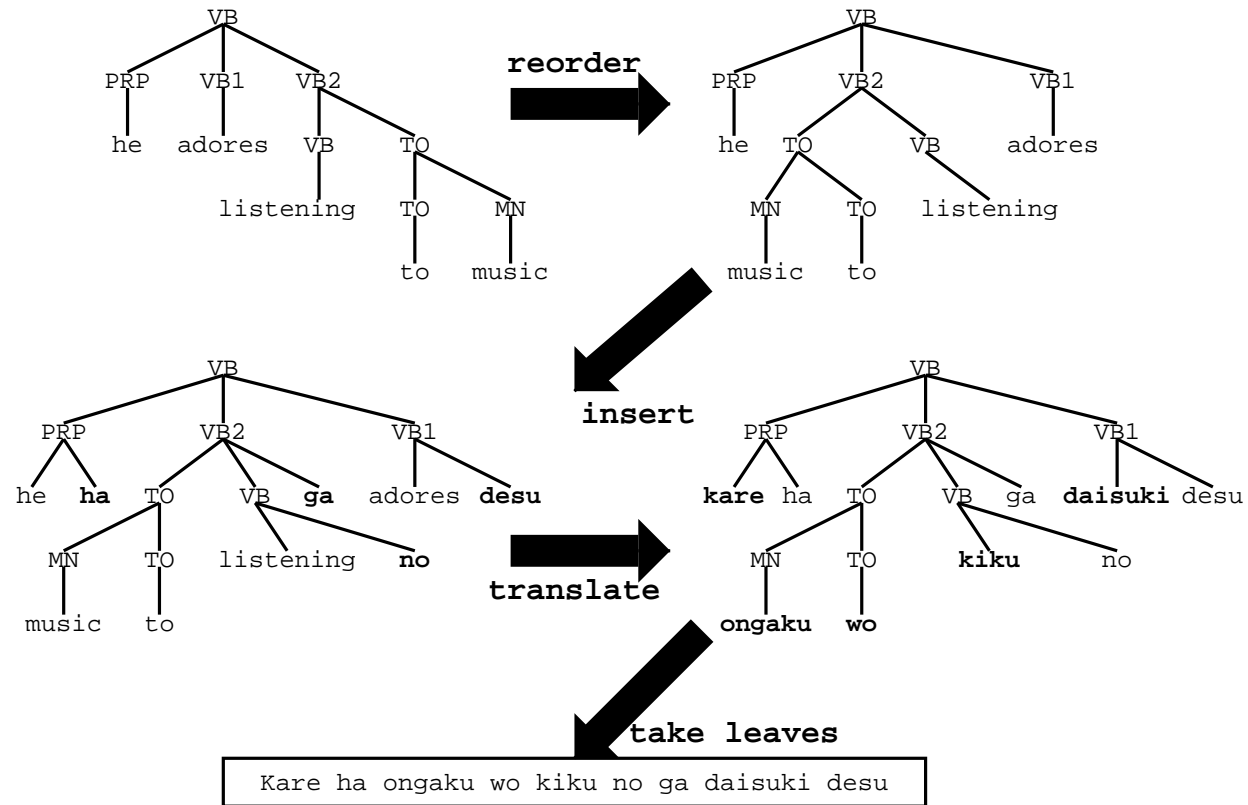 VB VB
reorder
PRP VB1 VB2 PRP VB2 VB1
he adores VB TO he TO VB adores
listening TO MN MN TO listening
to music music to
insert
VB VB
PRP VB2 VB1 PRP VB2 VB1
he ha TO VB ga adores desu kare ha TO VB ga daisuki desu
MN TO listening no MN TO kiku no
translate
music to ongaku wo
take leaves
Kare ha ongaku wo kiku no ga daisuki desu